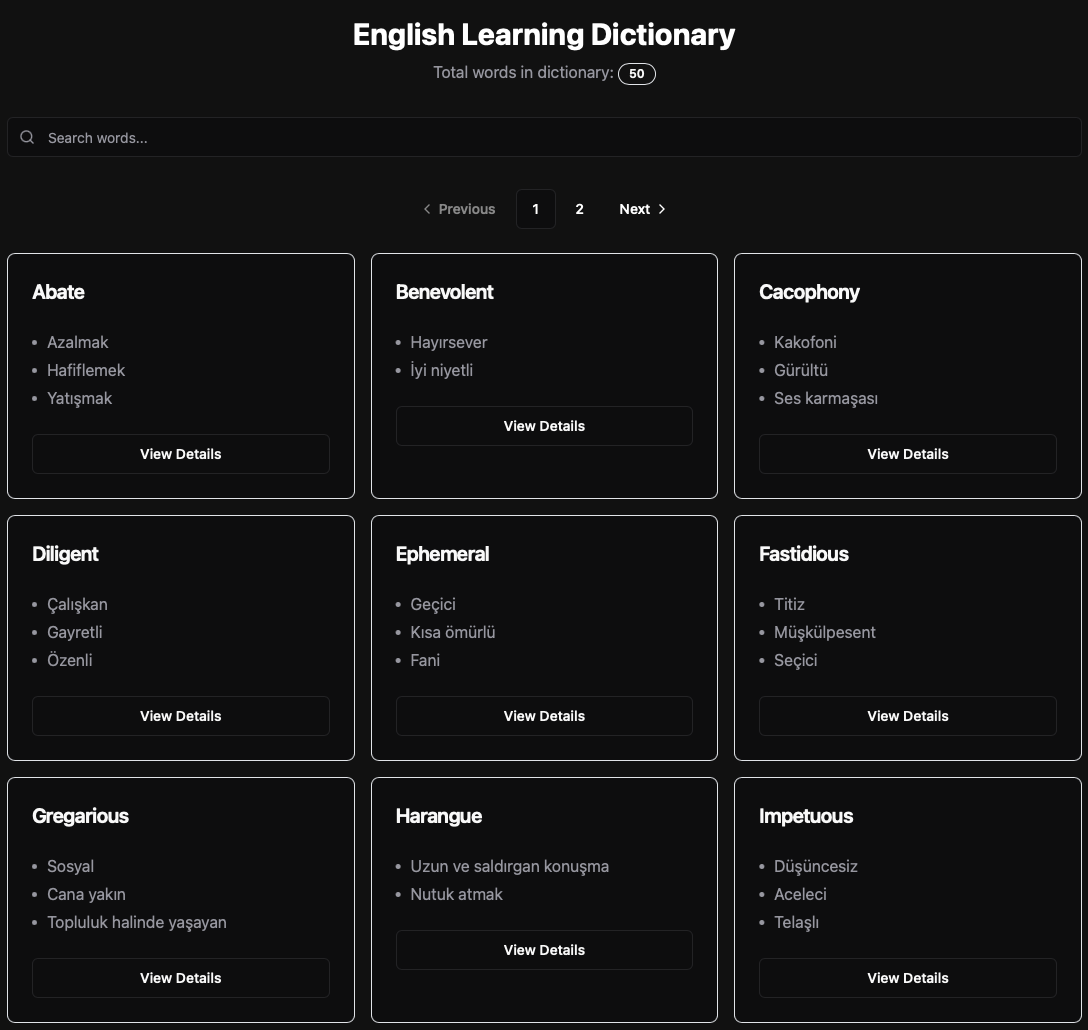 English Learning Dictionary
Total words in dictionary: 50
Search words...
Previous 1 2 Next
Abate
• Azalmak
• Hafiflemek
• Yatışmak
View Details
Benevolent
• Hayırsever
• İyi niyetli
View Details
Cacophony
• Kakofoni
• Gürültü
• Ses karmaşası
View Details
Diligent
• Çalışkan
• Gayretli
• Özenli
View Details
Ephemeral
• Geçici
• Kısa ömürlü
• Fani
View Details
Fastidious
• Titiz
• Müşkülpesent
• Seçici
View Details
Gregarious
• Sosyal
• Cana yakın
• Topluluk halinde yaşayan
View Details
Harangue
• Uzun ve saldırgan konuşma
• Nutuk atmak
View Details
Impetuous
• Düşüncesiz
• Aceleci
• Telaşlı
View Details